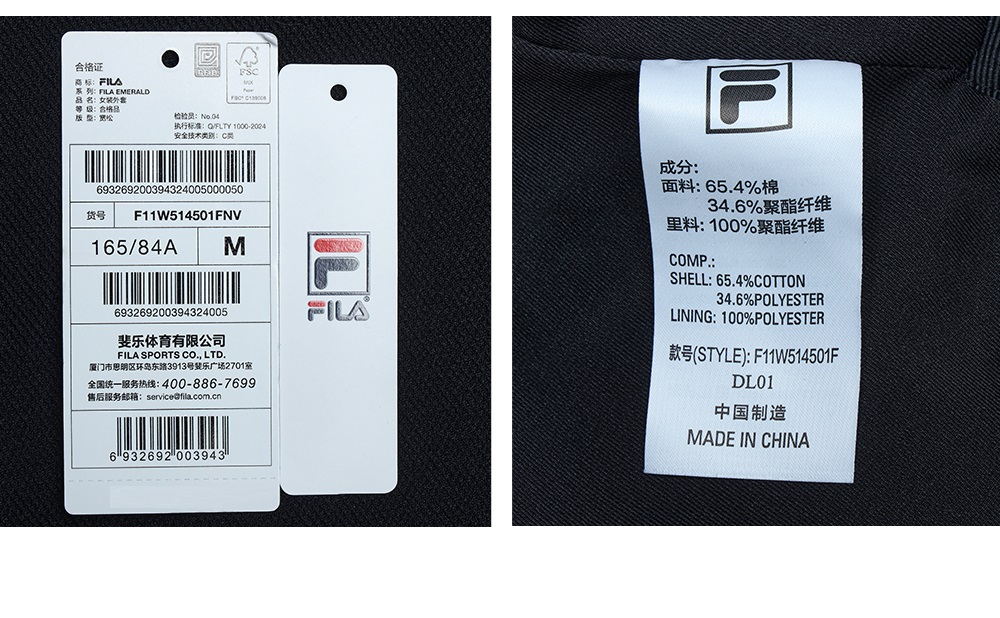 合格证
商 标：FILA
系 列：FILA EMERALD
品 名：女装外套
等 级：合格品
版 型：宽松
FSC
MIX
Paper
FSC® C189008
检验员：No.04
执行标准：Q/FLTY 1000-2024
安全技术类别：C类
693269200394324005000050
货号 F11W514501FNV
165/84A M
693269200394324005
斐乐体育有限公司
FILA SPORTS CO., LTD.
厦门市思明区环岛东路3913号斐乐广场2701室
全国统一服务热线：400-886-7699
售后服务邮箱：service@fila.com.cn
6 932692 003943
F
FILA®
F
成分：
面料：65.4%棉
34.6%聚酯纤维
里料：100%聚酯纤维
COMP.:
SHELL: 65.4%COTTON
34.6%POLYESTER
LINING: 100%POLYESTER
款号(STYLE): F11W514501F
DL01
中国制造
MADE IN CHINA